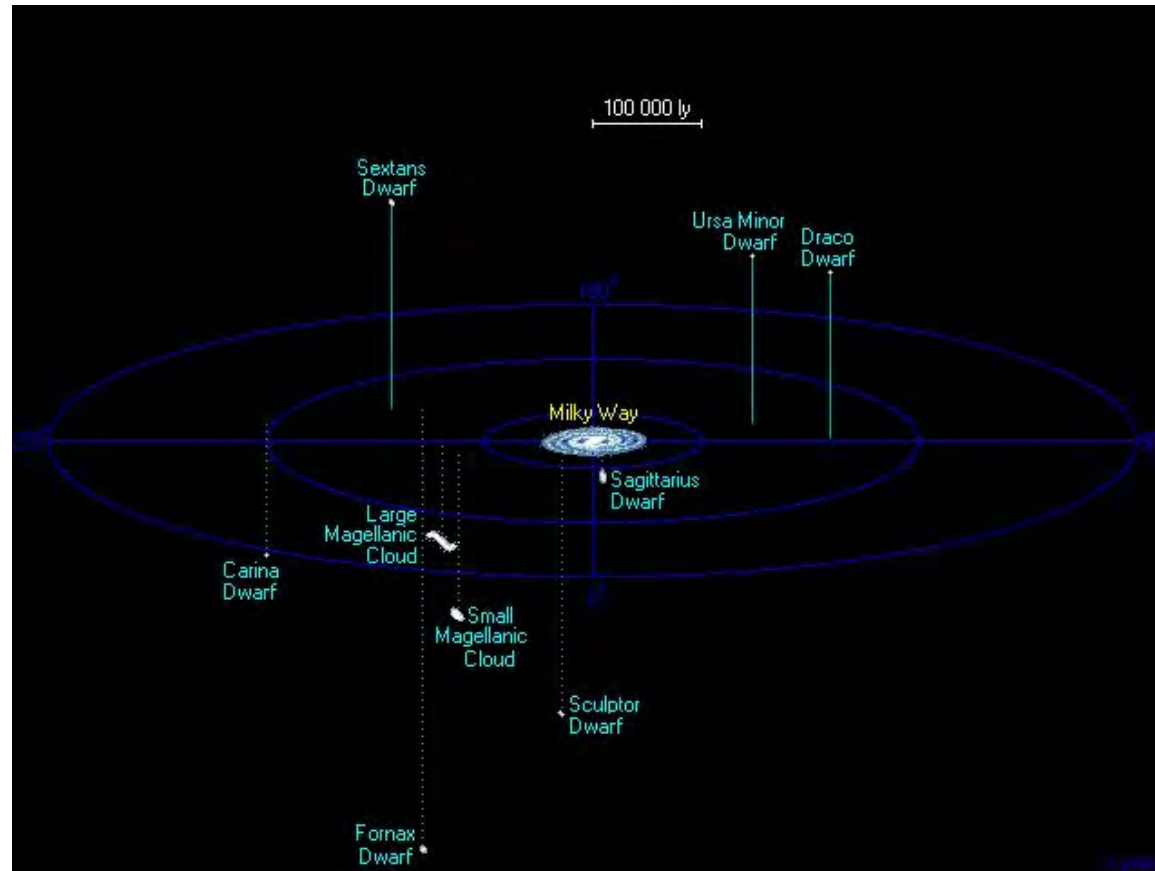 100 000 ly
Sextans
Dwarf
Ursa Minor
Dwarf
Draco
Dwarf
180°
Milky Way
Sagittarius
Dwarf
Large
Magellanic
Cloud
Carina
Dwarf
Small
Magellanic
Cloud
Sculptor
Dwarf
Fornax
Dwarf